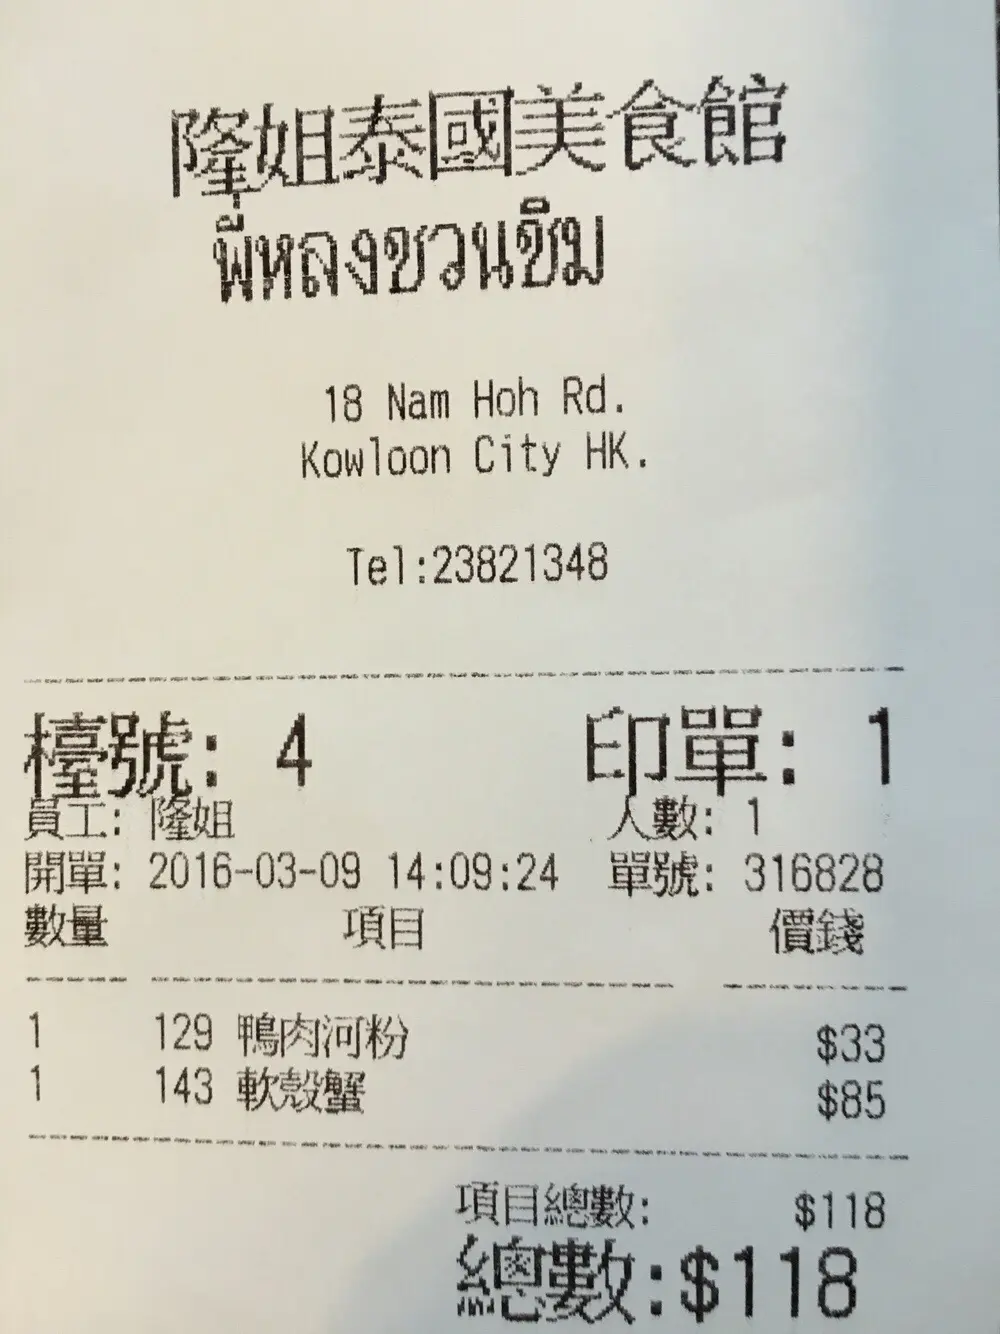 隆姐泰國美食館
พี่หลงชวนชิม
18 Nam Hoh Rd.
Kowloon City HK.
Tel:23821348
檯號: 4 印單: 1
員工: 隆姐 人數: 1
開單: 2016-03-09 14:09:24 單號: 316828
數量 項目 價錢
1 129 鴨肉河粉 $33
1 143 軟殼蟹 $85
項目總數: $118
總數:$118